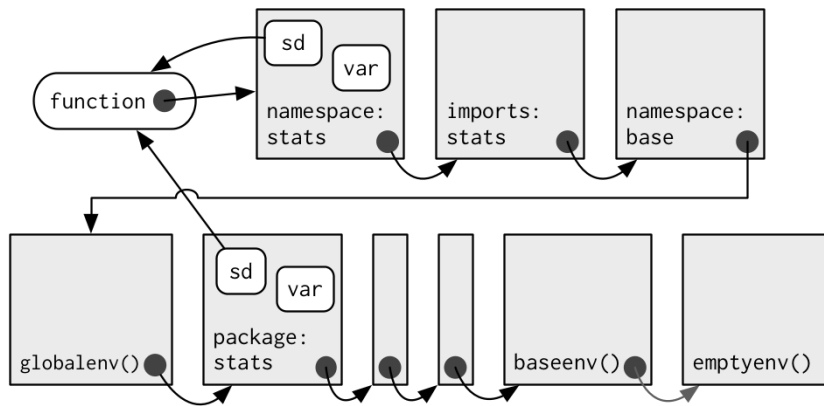 sd
var
function
namespace:
stats
imports:
stats
namespace:
base
sd
var
globalenv()
package:
stats
baseenv()
emptyenv()